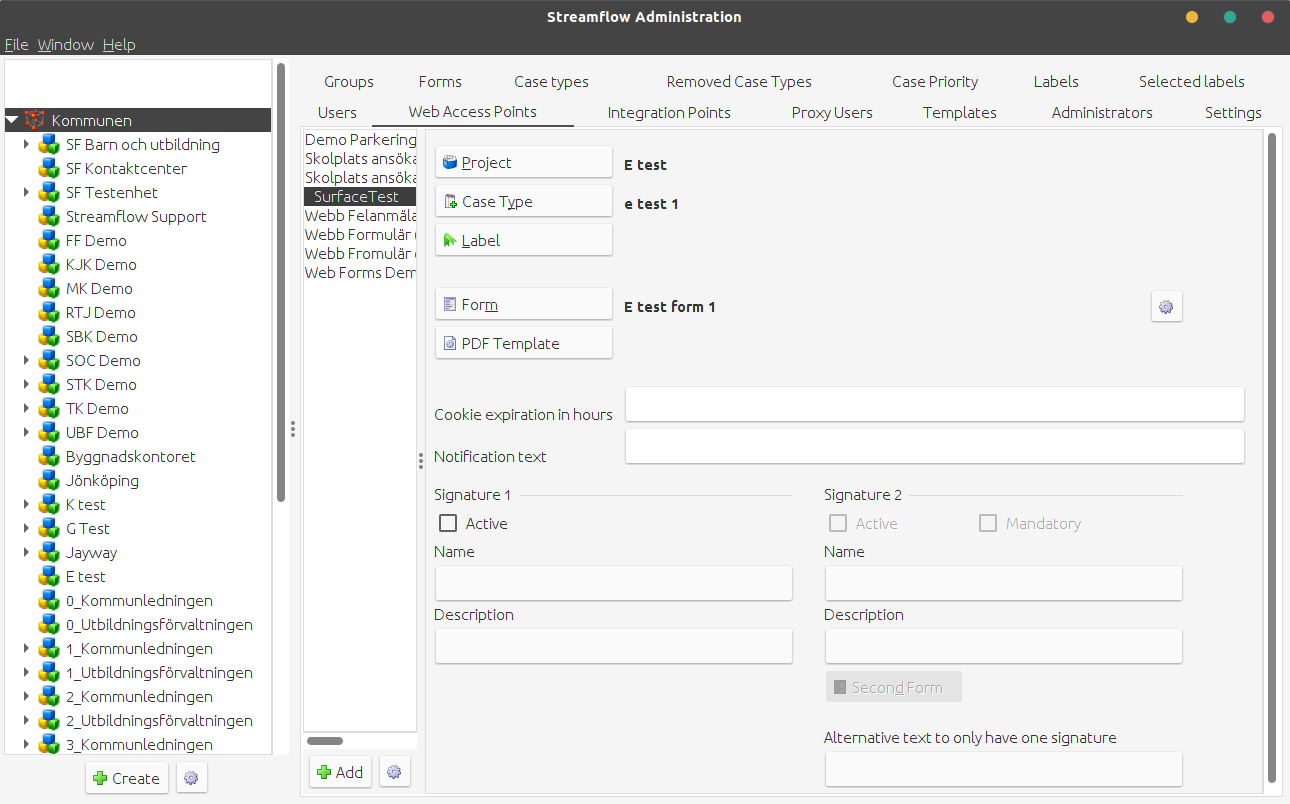 Streamflow Administration
File Window Help
Groups Forms Case types Removed Case Types Case Priority Labels Selected labels
Users Web Access Points Integration Points Proxy Users Templates Administrators Settings
Kommunen
SF Barn och utbildning
SF Kontaktcenter
SF Testenhet
Streamflow Support
FF Demo
KJK Demo
MK Demo
RTJ Demo
SBK Demo
SOC Demo
STK Demo
TK Demo
UBF Demo
Byggnadskontoret
Jönköping
K test
G Test
Jayway
E test
0_Kommunledningen
0_Utbildningsförvaltningen
1_Kommunledningen
1_Utbildningsförvaltningen
2_Kommunledningen
2_Utbildningsförvaltningen
3_Kommunledningen
Create
Demo Parkering
Skolplats ansöka
Skolplats ansöka
SurfaceTest
Webb Felanmäla
Webb Formulär (
Webb Fromulär
Web Forms Dem
Add
Project E test
Case Type e test 1
Label
Form E test form 1
PDF Template
Cookie expiration in hours
Notification text
Signature 1
Active
Name
Description
Signature 2
Active Mandatory
Name
Description
Second Form
Alternative text to only have one signature